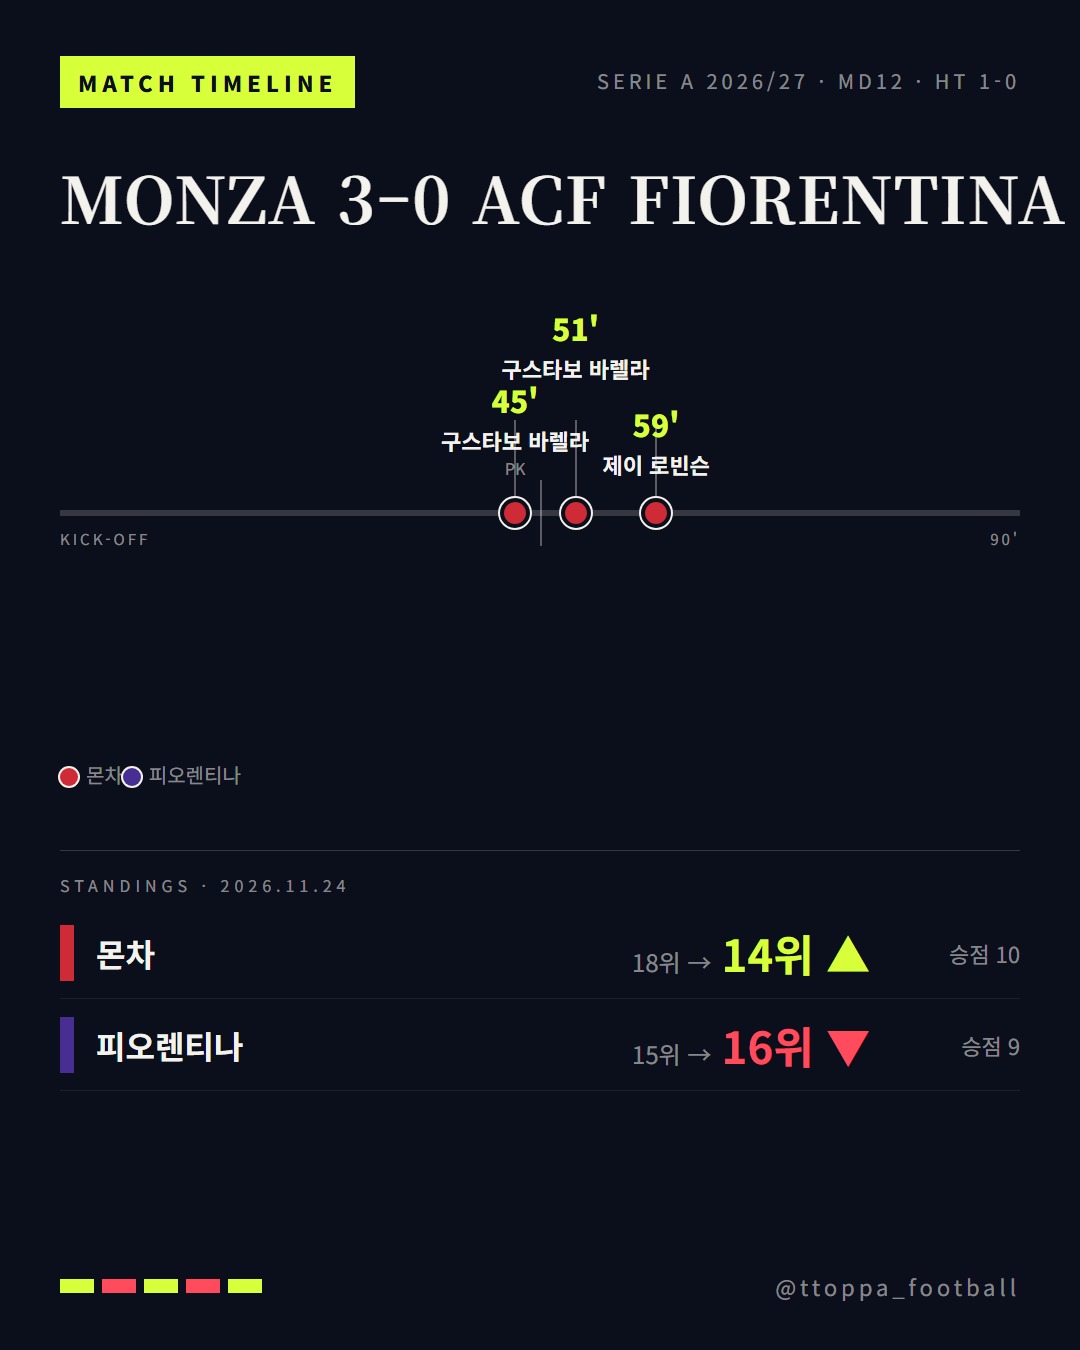 MATCH TIMELINE
SERIE A 2026/27 · MD12 · HT 1-0
MONZA 3–0 ACF FIORENTINA
51'
구스타보 바렐라
45'
구스타보 바렐라
PK
59'
제이 로빈슨
KICK-OFF
90'
몬차
피오렌티나
STANDINGS · 2026.11.24
몬차
18위 → 14위 ▲
승점 10
피오렌티나
15위 → 16위 ▼
승점 9
@ttoppa_football